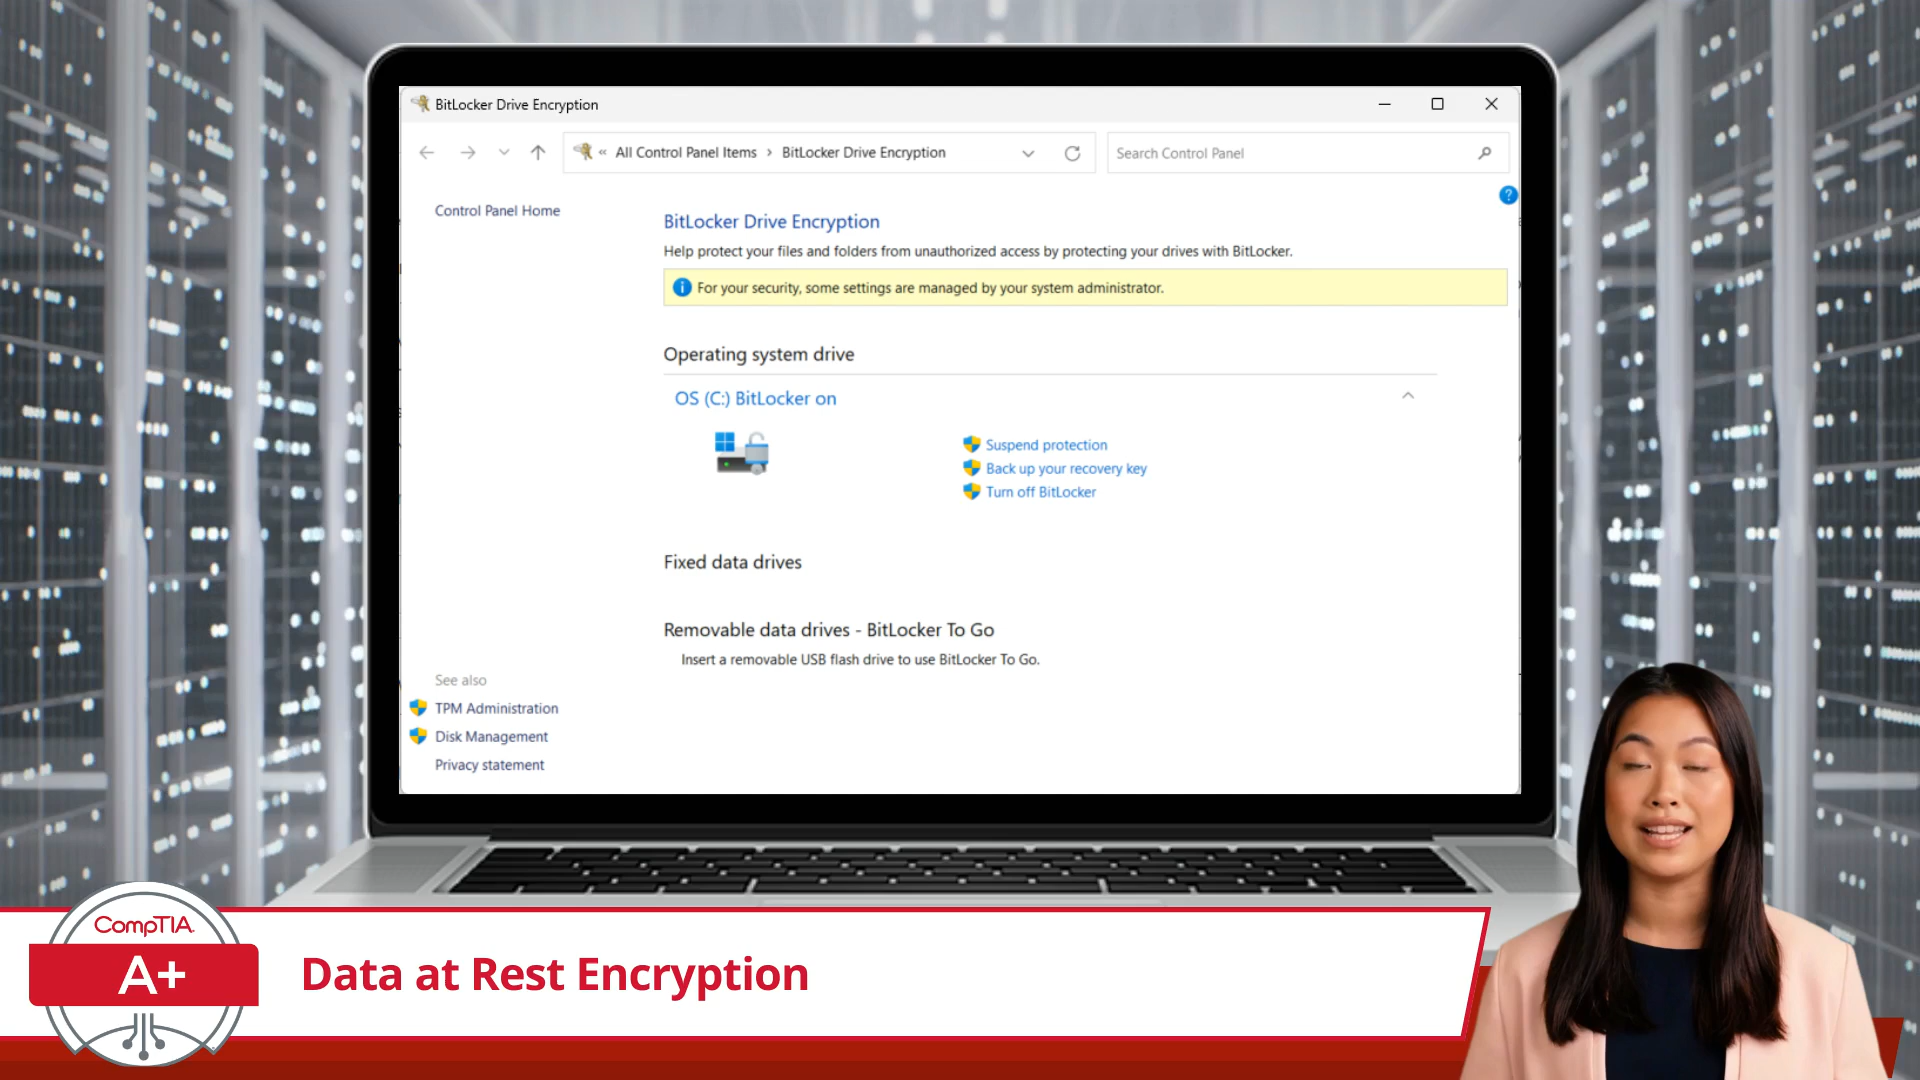 BitLocker Drive Encryption
« All Control Panel Items › BitLocker Drive Encryption
Search Control Panel
?
Control Panel Home
BitLocker Drive Encryption
Help protect your files and folders from unauthorized access by protecting your drives with BitLocker.
For your security, some settings are managed by your system administrator.
Operating system drive
OS (C:) BitLocker on
Suspend protection
Back up your recovery key
Turn off BitLocker
Fixed data drives
Removable data drives - BitLocker To Go
Insert a removable USB flash drive to use BitLocker To Go.
See also
TPM Administration
Disk Management
Privacy statement
CompTIA.
A+
Data at Rest Encryption